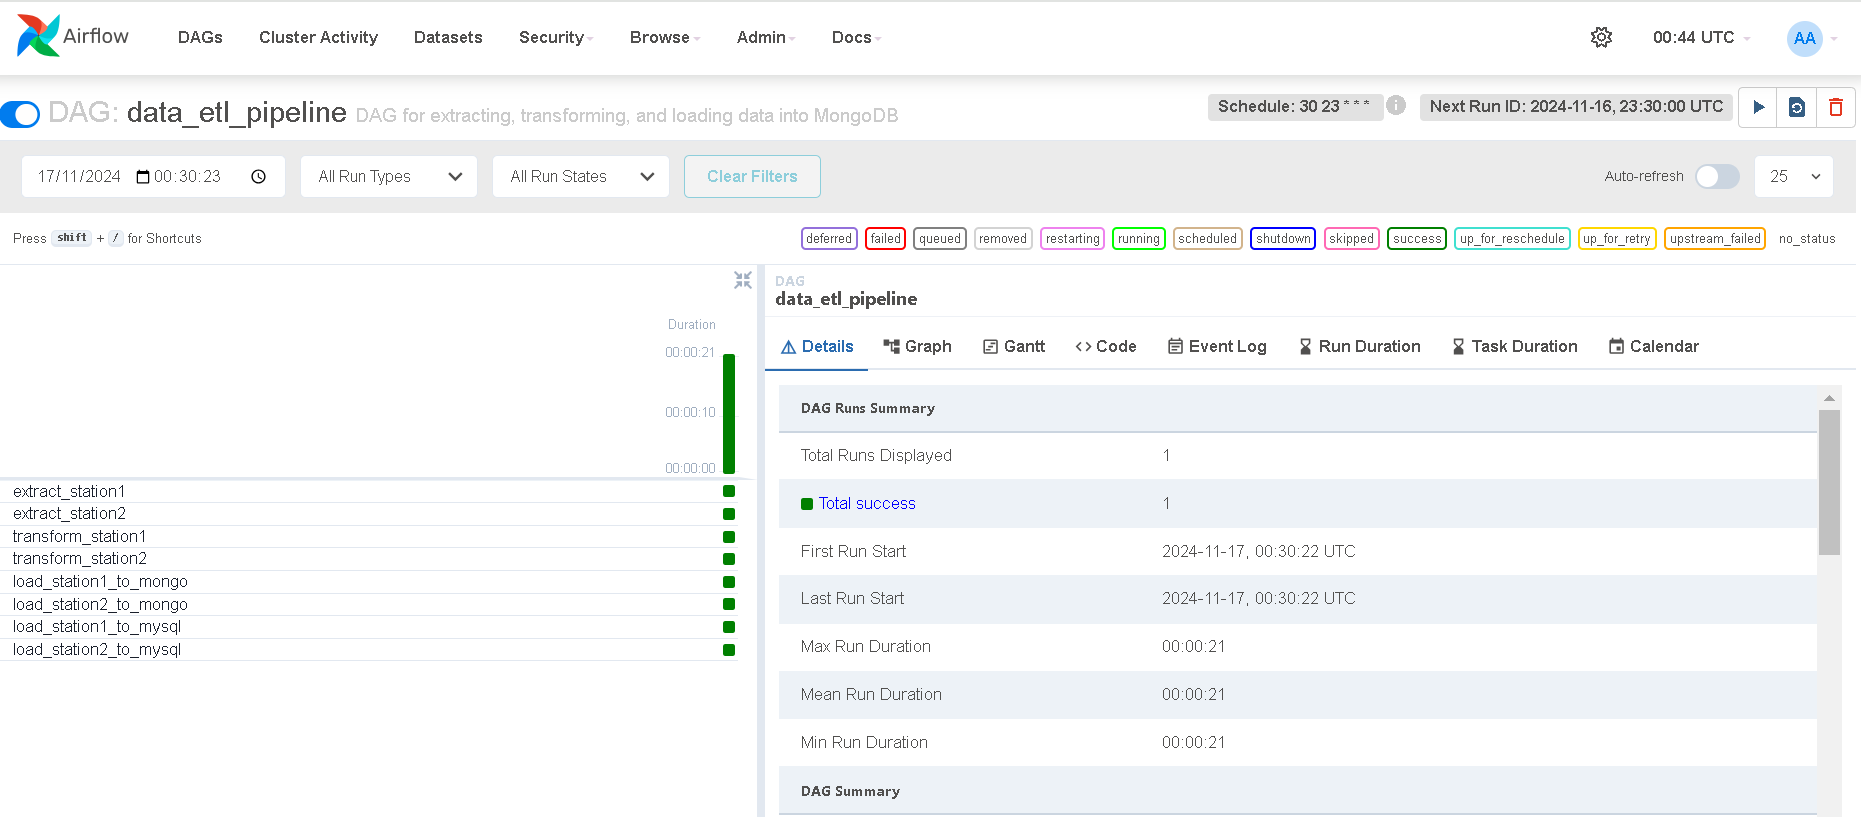 Airflow DAGs Cluster Activity Datasets Security Browse Admin Docs 00:44 UTC AA
DAG: data_etl_pipeline DAG for extracting, transforming, and loading data into MongoDB Schedule: 30 23 * * * i Next Run ID: 2024-11-16, 23:30:00 UTC
17/11/2024 00:30:23 All Run Types All Run States Clear Filters Auto-refresh 25
Press shift + / for Shortcuts deferred failed queued removed restarting running scheduled shutdown skipped success up_for_reschedule up_for_retry upstream_failed no_status
Duration
00:00:21
00:00:10
00:00:00
extract_station1
extract_station2
transform_station1
transform_station2
load_station1_to_mongo
load_station2_to_mongo
load_station1_to_mysql
load_station2_to_mysql
DAG
data_etl_pipeline
Details Graph Gantt Code Event Log Run Duration Task Duration Calendar
DAG Runs Summary
Total Runs Displayed 1
Total success 1
First Run Start 2024-11-17, 00:30:22 UTC
Last Run Start 2024-11-17, 00:30:22 UTC
Max Run Duration 00:00:21
Mean Run Duration 00:00:21
Min Run Duration 00:00:21
DAG Summary